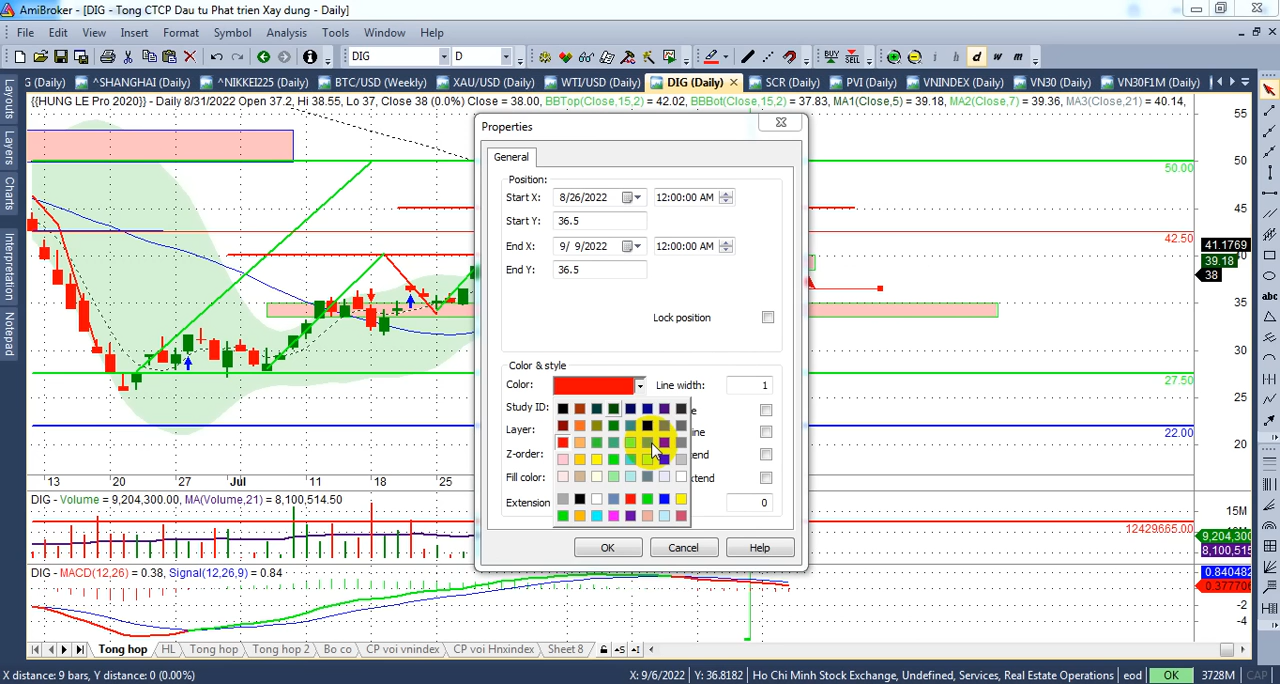 AmiBroker - [DIG - Tong CTCP Dau tu Phat trien Xay dung - Daily]
File Edit View Insert Format Symbol Analysis Tools Window Help
DIG D
i h d w m
G (Daily) ^SHANGHAI (Daily) ^NIKKEI225 (Daily) BTC/USD (Weekly) XAU/USD (Daily) WTI/USD (Daily) DIG (Daily) SCR (Daily) PVI (Daily) VNINDEX (Daily) VN30 (Daily) VN30F1M (Daily)
{{HUNG LE Pro 2020}} - Daily 8/31/2022 Open 37.2, Hi 38.55, Lo 37, Close 38 (0.0%) Close = 38.00, BBTop(Close,15,2) = 42.02, BBBot(Close,15,2) = 37.83, MA1(Close,5) = 39.18, MA2(Close,7) = 39.36, MA3(Close,21) = 40.14,
Layouts
Layers
Charts
Interpretation
Notepad
Properties
General
Position:
Start X: 8/26/2022 12:00:00 AM
Start Y: 36.5
End X: 9/ 9/2022 12:00:00 AM
End Y: 36.5
Lock position
Color & style
Color: Line width: 1
Study ID:
Layer:
Z-order:
Fill color:
Extension 0
OK Cancel Help
55
50
50.00
45
42.50
41.1769
39.18
38
35
30
27.50
22.00
20
13 20 27 Jul 11 18 25
DIG - Volume = 9,204,300.00, MA(Volume,21) = 8,100,514.50
15M
12429665.00
9,204,300
8,100,515
DIG - MACD(12,26) = 0.38, Signal(12,26,9) = 0.84
0.840482
0.377706
-2
-4
Tong hop HL Tong hop Tong hop 2 Bo co CP voi vnindex CP voi Hnxindex Sheet 8
X distance: 9 bars, Y distance: 0 (0.00%) X: 9/6/2022 Y: 36.8182 Ho Chi Minh Stock Exchange, Undefined, Services, Real Estate Operations eod OK 3728M CAP
abc